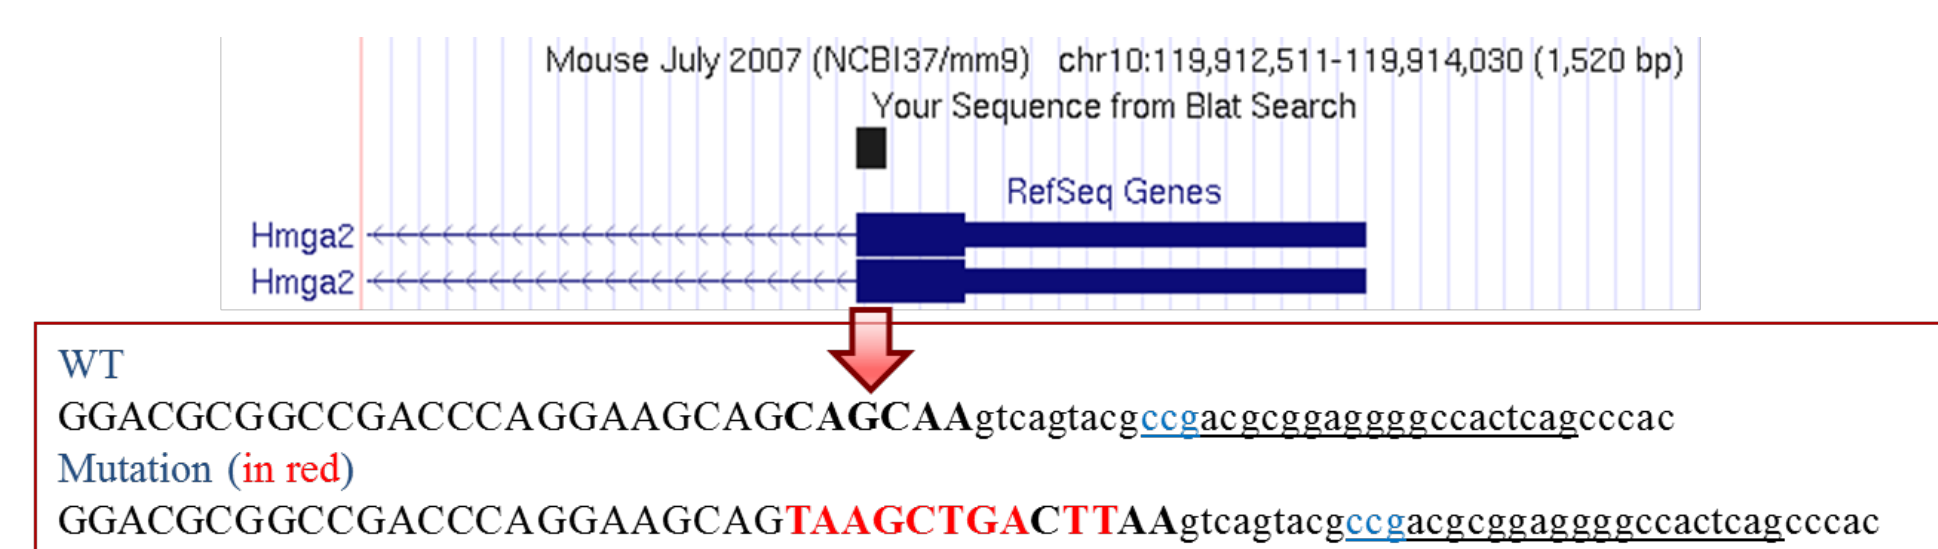 Mouse July 2007 (NCBI37/mm9) chr10:119,912,511-119,914,030 (1,520 bp)
Your Sequence from Blat Search
RefSeq Genes
Hmga2
Hmga2
WT
GGACGCGGCCGACCCAGGAAGCAGCAGCAAgtcagtacgccgacgcggaggggccactcagcccac
Mutation (in red)
GGACGCGGCCGACCCAGGAAGCAGTAAGCTGACTTAAgtcagtacgccgacgcggaggggccactcagcccac